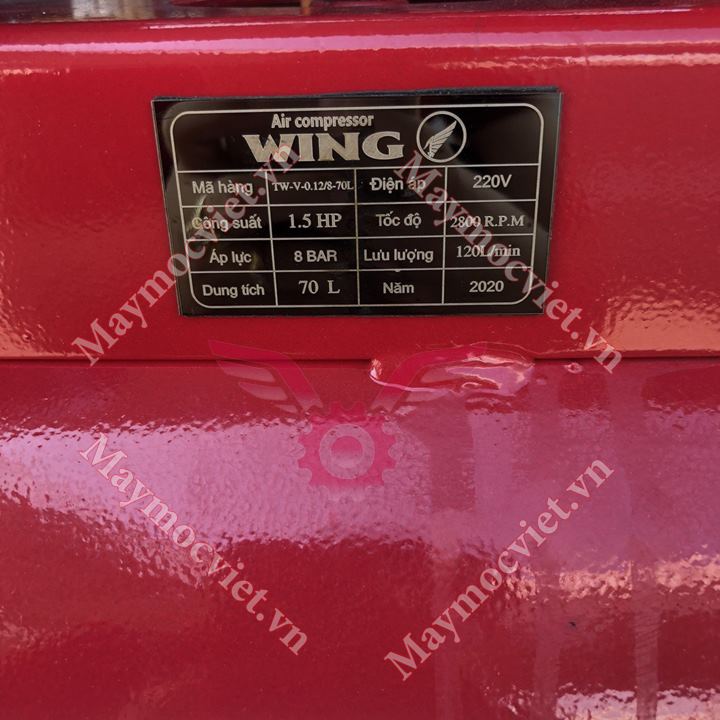 Air compressor
WING
Mã hàng TW-V-0.12/8-70L Điện áp 220V
Công suất 1.5 HP Tốc độ 2800 R.P.M
Áp lực 8 BAR Lưu lượng 120L/min
Dung tích 70 L Năm 2020
Maymocviet.vn
Maymocviet.vn
Maymocviet.vn
Maymocviet.vn